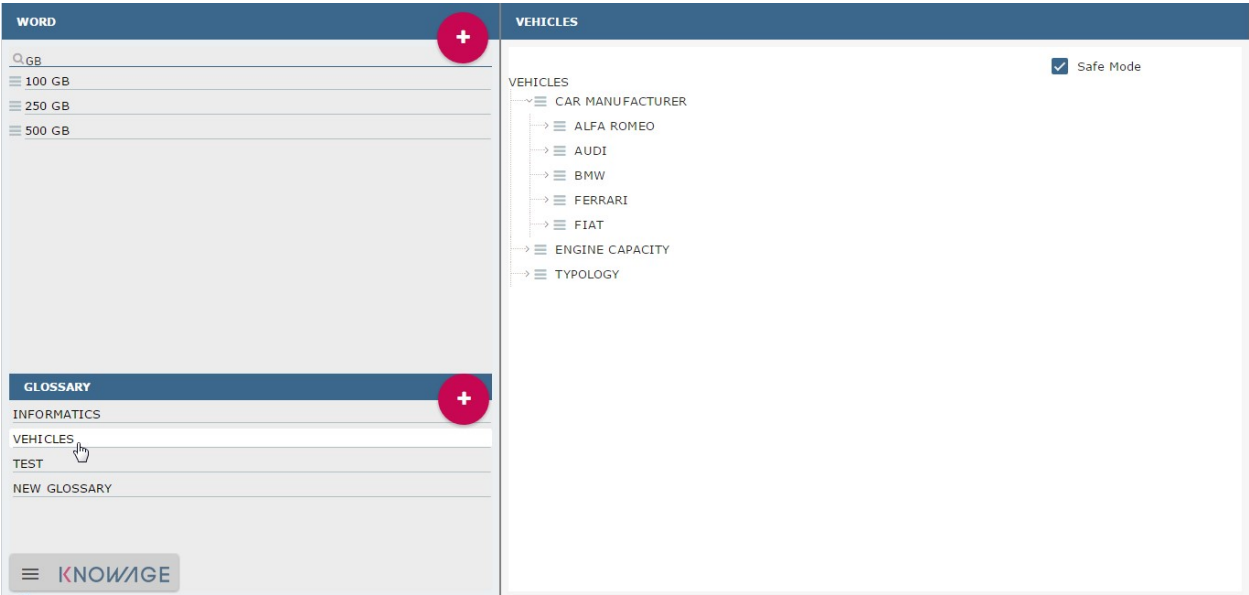 WORD
+
GB
100 GB
250 GB
500 GB
GLOSSARY
+
INFORMATICS
VEHICLES
TEST
NEW GLOSSARY
KNOWAGE
VEHICLES
Safe Mode
VEHICLES
CAR MANUFACTURER
ALFA ROMEO
AUDI
BMW
FERRARI
FIAT
ENGINE CAPACITY
TYPOLOGY